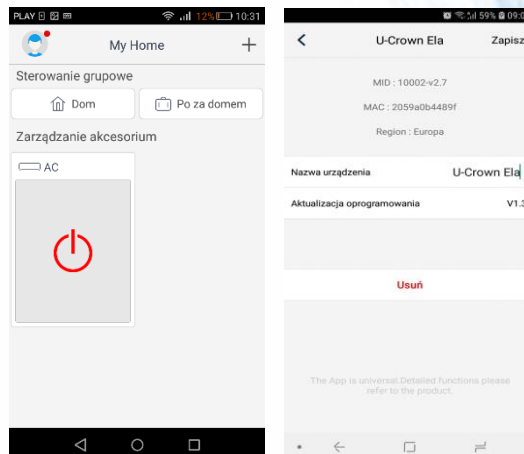 PLAY 12% 10:31
My Home
Sterowanie grupowe
Dom
Po za domem
Zarządzanie akcesorium
AC
59% 09:0
U-Crown Ela
Zapisz
MID : 10002-v2.7
MAC : 2059a0b4489f
Region : Europa
Nazwa urządzenia U-Crown Ela
Aktualizacja oprogramowania V1.3
Usuń
The App is universal.Detailed functions please
refer to the product.